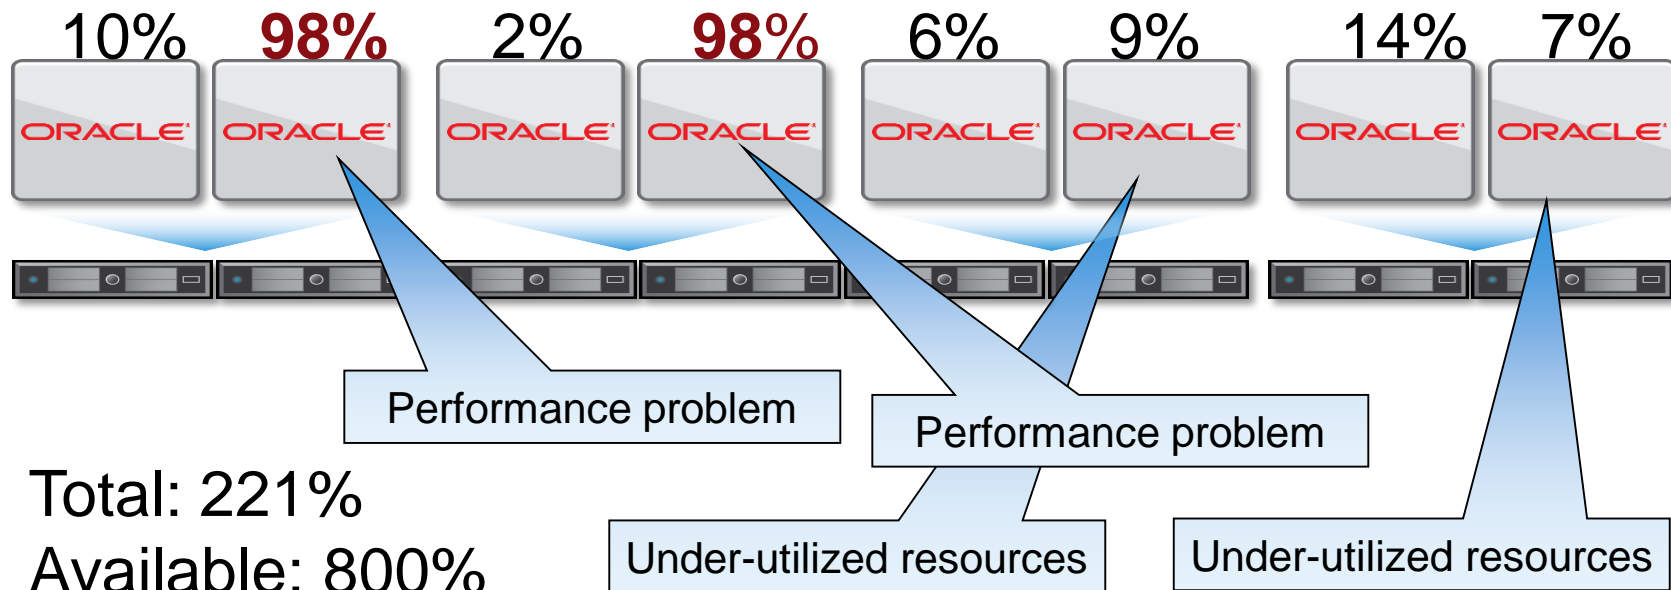 10% 98% 2% 98% 6% 9% 14% 7%
ORACLE ORACLE ORACLE ORACLE ORACLE ORACLE ORACLE ORACLE
Performance problem
Performance problem
Total: 221%
Under-utilized resources
Under-utilized resources
Available: 800%